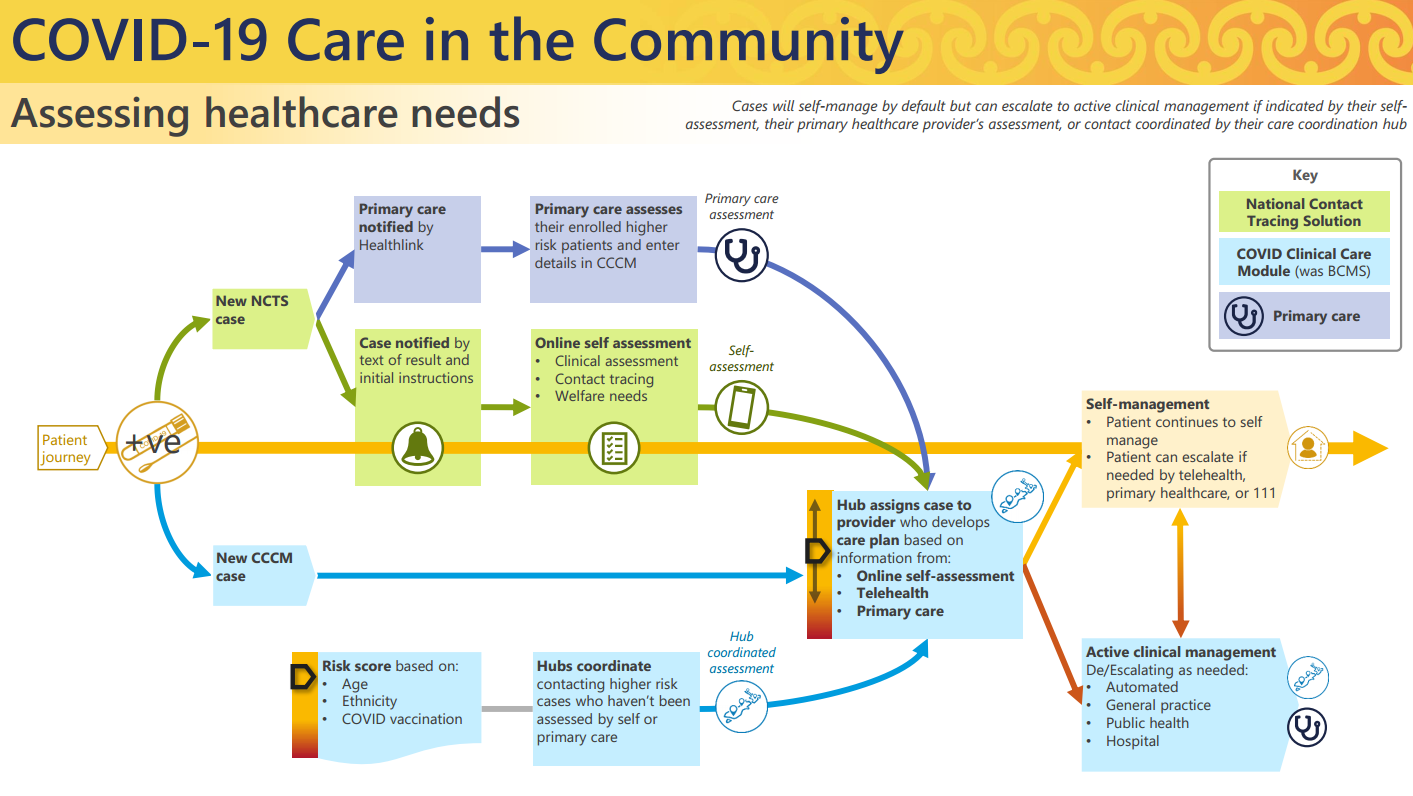 COVID-19 Care in the Community
Assessing healthcare needs
Cases will self-manage by default but can escalate to active clinical management if indicated by their self-
assessment, their primary healthcare provider's assessment, or contact coordinated by their care coordination hub
Key
National Contact
Tracing Solution
COVID Clinical Care
Module (was BCMS)
Primary care
Primary care
notified by
Healthlink
Primary care assesses
their enrolled higher
risk patients and enter
details in CCCM
Primary care
assessment
New NCTS
case
Case notified by
text of result and
initial instructions
Online self assessment
• Clinical assessment
• Contact tracing
• Welfare needs
Self-
assessment
Patient
journey
+ve
Self-management
• Patient continues to self
manage
• Patient can escalate if
needed by telehealth,
primary healthcare, or 111
Hub assigns case to
provider who develops
care plan based on
information from:
• Online self-assessment
• Telehealth
• Primary care
New CCCM
case
Risk score based on:
• Age
• Ethnicity
• COVID vaccination
Hubs coordinate
contacting higher risk
cases who haven't been
assessed by self or
primary care
Hub
coordinated
assessment
Active clinical management
De/Escalating as needed:
• Automated
• General practice
• Public health
• Hospital